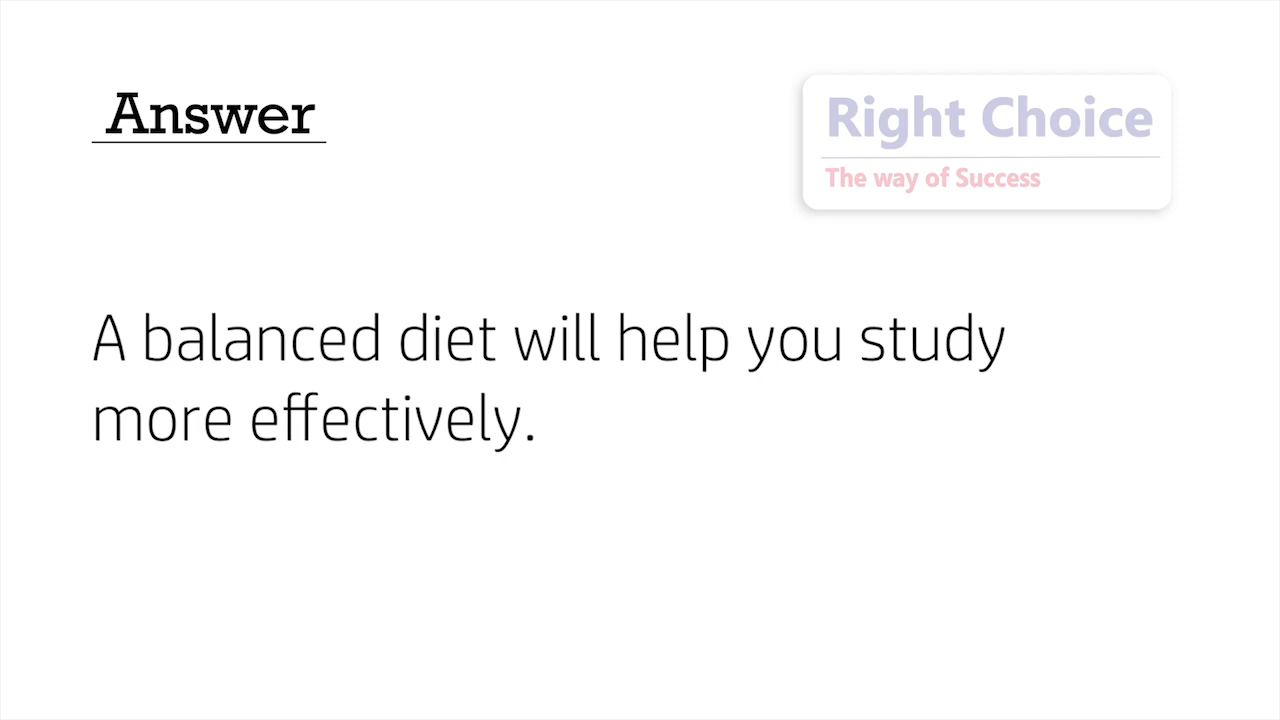 Answer
Right Choice
The way of Success
A balanced diet will help you study
more effectively.